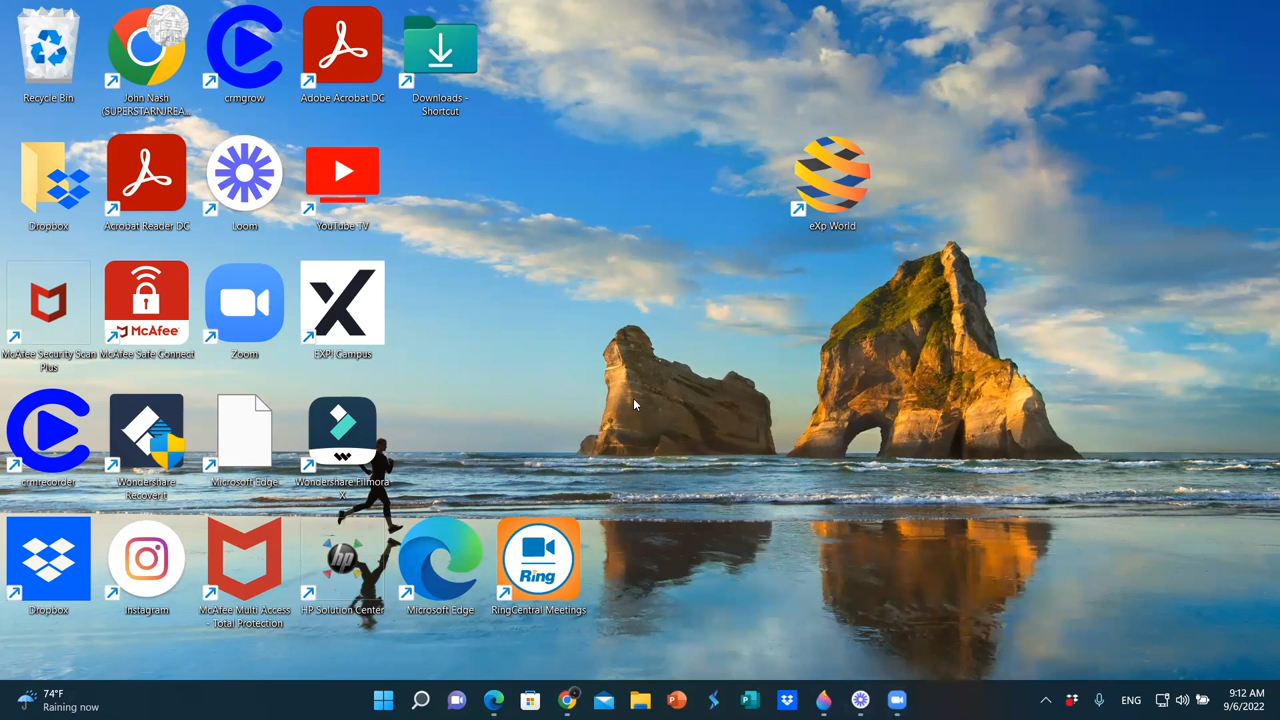 Recycle Bin
John Nash
(SUPERSTARNJREA...
crmgrow
Adobe Acrobat DC
Downloads -
Shortcut
Dropbox
Acrobat Reader DC
Loom
YouTube TV
eXp World
McAfee Security Scan
Plus
McAfee
McAfee Safe Connect
Zoom
EXPI Campus
crmrecorder
Wondershare
Recoverit
Microsoft Edge
Wondershare Filmora
X
Dropbox
Instagram
McAfee Multi Access
- Total Protection
hp
HP Solution Center
Microsoft Edge
Ring
RingCentral Meetings
74°F
Raining now
ENG
9:12 AM
9/6/2022